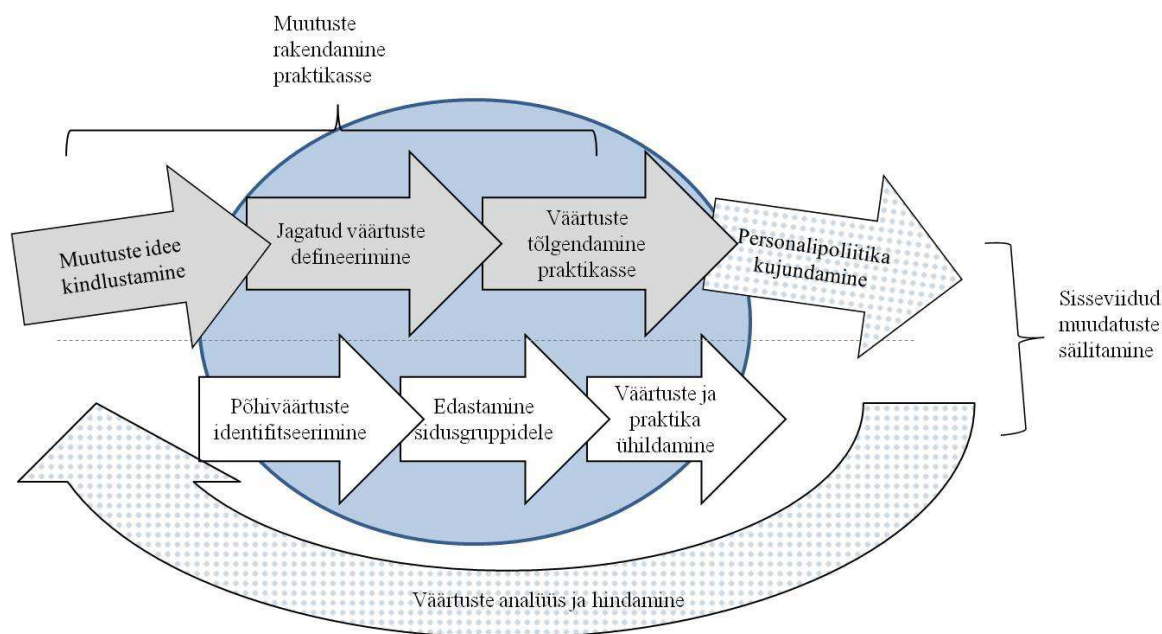 Muutuste
rakendamine
praktikasse
Muutuste idee
kindlustamine
Jagatud väärtuste
defineerimine
Väärtuste
tõlgendamine
praktikasse
Personalipoliitika
kujundamine
Sisseviidud
muudatuste
säilitamine
Põhiväärtuste
identifitseerimine
Edastamine
sidusgruppidele
Väärtuste ja
praktika
ühildamine
Väärtuste analüüs ja hindamine